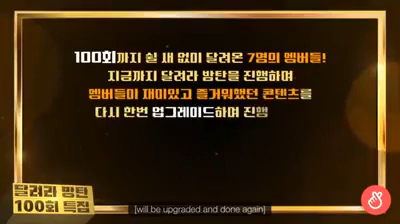 100회까지 쉴 새 없이 달려온 7명의 멤버들!
지금까지 달려라 방탄을 진행하며
멤버들이 재미있고 즐거워했던 콘텐츠를
다시 한번 업그레이드하며 진행
달려라 방탄
100회 특집
[will be upgraded and done again]